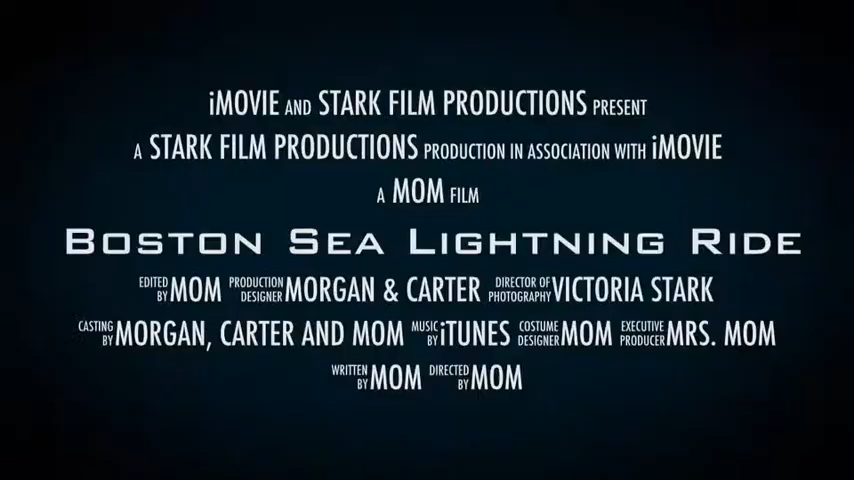 iMOVIE AND STARK FILM PRODUCTIONS PRESENT
A STARK FILM PRODUCTIONS PRODUCTION IN ASSOCIATION WITH iMOVIE
A MOM FILM
BOSTON SEA LIGHTNING RIDE
EDITED BY MOM PRODUCTION DESIGNER MORGAN & CARTER DIRECTOR OF PHOTOGRAPHY VICTORIA STARK
CASTING BY MORGAN, CARTER AND MOM MUSIC BY iTUNES COSTUME DESIGNER MOM EXECUTIVE PRODUCER MRS. MOM
WRITTEN BY MOM DIRECTED BY MOM